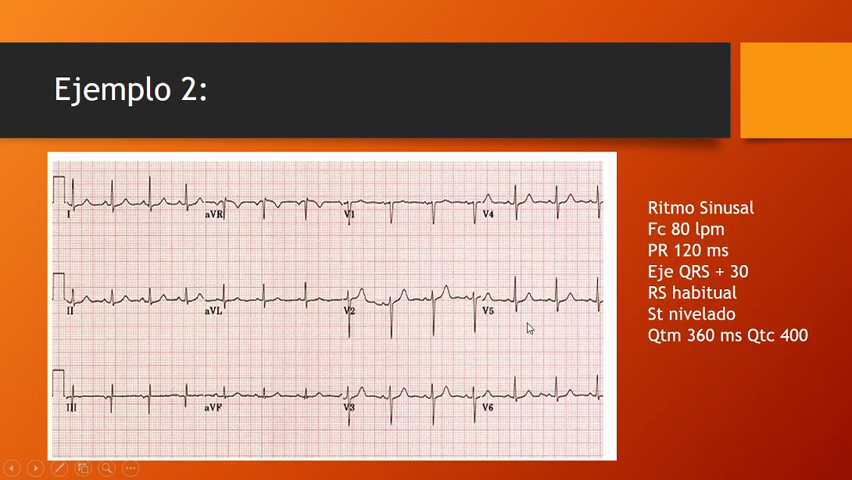 Ejemplo 2:
I aVR V1 V4
II aVL V2 V5
III aVF V3 V6
Ritmo Sinusal
Fc 80 lpm
PR 120 ms
Eje QRS + 30
RS habitual
St nivelado
Qtm 360 ms Qtc 400